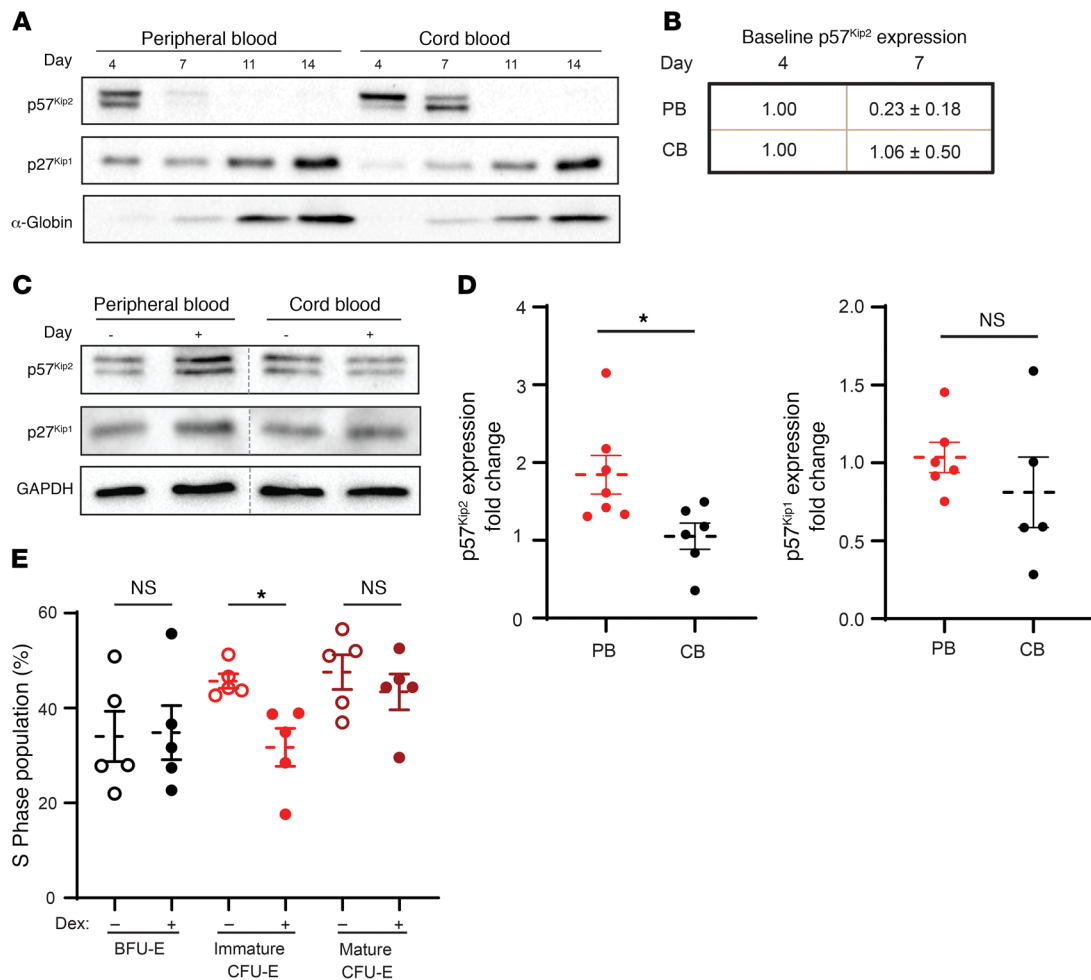 A
Peripheral blood Cord blood
Day 4 7 11 14 4 7 11 14
p57Kip2
p27Kip1
α-Globin
B
Baseline p57Kip2 expression
Day 4 7
PB 1.00 0.23 ± 0.18
CB 1.00 1.06 ± 0.50
C
Peripheral blood Cord blood
Day - + - +
p57Kip2
p27Kip1
GAPDH
D
p57Kip2 expression
fold change
4
3
2
1
0
*
PB CB
p57Kip1 expression
fold change
2.0
1.5
1.0
0.5
0.0
NS
PB CB
E
S Phase population (%)
60
40
20
0
NS * NS
Dex: – + – + – +
BFU-E Immature Mature
CFU-E CFU-E